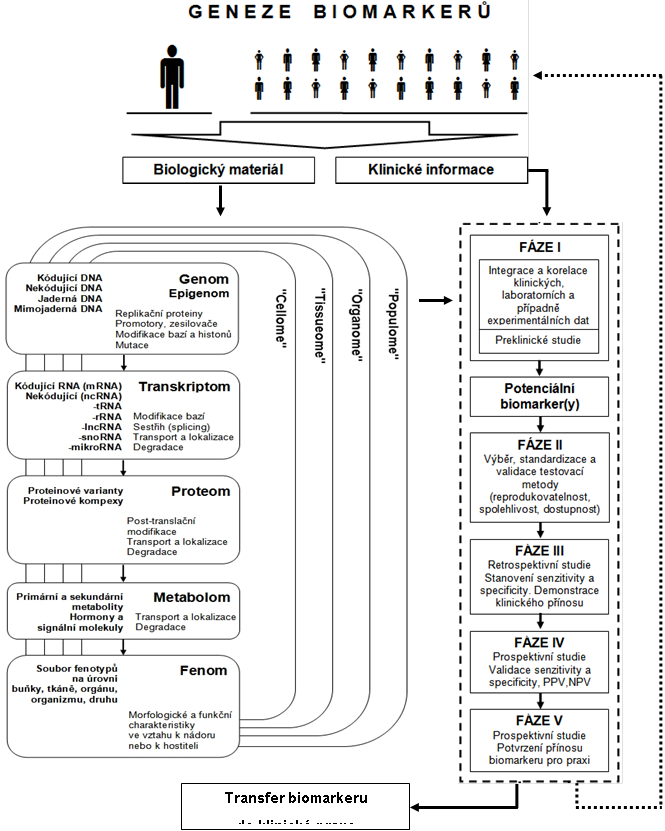 GENEZE BIOMARKERŮ
Biologický materiál
Klinické informace
Kódující DNA
Nekódující DNA
Jaderná DNA
Mimojaderná DNA
Genom
Epigenom
Replikační proteiny
Promotory, zesilovače
Modifikace bazí a histonů
Mutace
Kódující RNA (mRNA)
Nekódující (ncRNA)
-tRNA
-rRNA
-lncRNA
-snoRNA
-mikroRNA
Transkriptom
Modifikace bazí
Sestřih (splicing)
Transport a lokalizace
Degradace
Proteinové varianty
Proteinové kompexy
Proteom
Post-translační
modifikace
Transport a lokalizace
Degradace
Primární a sekundární
metabolity
Hormony a
signální molekuly
Metabolom
Transport a lokalizace
Degradace
Soubor fenotypů
na úrovni
buňky, tkáně, orgánu,
organizmu, druhu
Fenom
Morfologické a funkční
charakteristiky
ve vztahu k nádoru
nebo k hostiteli
"Cellome"
"Tissueome"
"Organome"
"Populome"
FÁZE I
Integrace a korelace
klinických,
laboratorních a
případně
experimentálních dat
Preklinické studie
Potenciální
biomarker(y)
FÁZE II
Výběr, standardizace a
validace testovací
metody
(reprodukovatelnost,
spolehlivost, dostupnost)
FÁZE III
Retrospektivní studie
Stanovení senzitivity a
specificity. Demonstrace
klinického přínosu
FÁZE IV
Prospektivní studie
Validace senzitivity a
specificity, PPV,NPV
FÁZE V
Prospektivní studie
Potvrzení přínosu
biomarkeru pro praxi
Transfer biomarkeru
do klinické